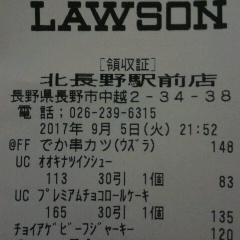 LAWSON
[領収証]
北長野駅前店
長野県長野市中越2-34-38
電話:026-239-6315
2017年 9月 5日(火) 21:52
@FF でか串カツ(ウズラ) 148
UC オオキナツインシュー
113 30引 1個 83
UC プレミアムチョコロールケーキ
165 30引 1個 135
チョイアゲビーフジャーキー 120